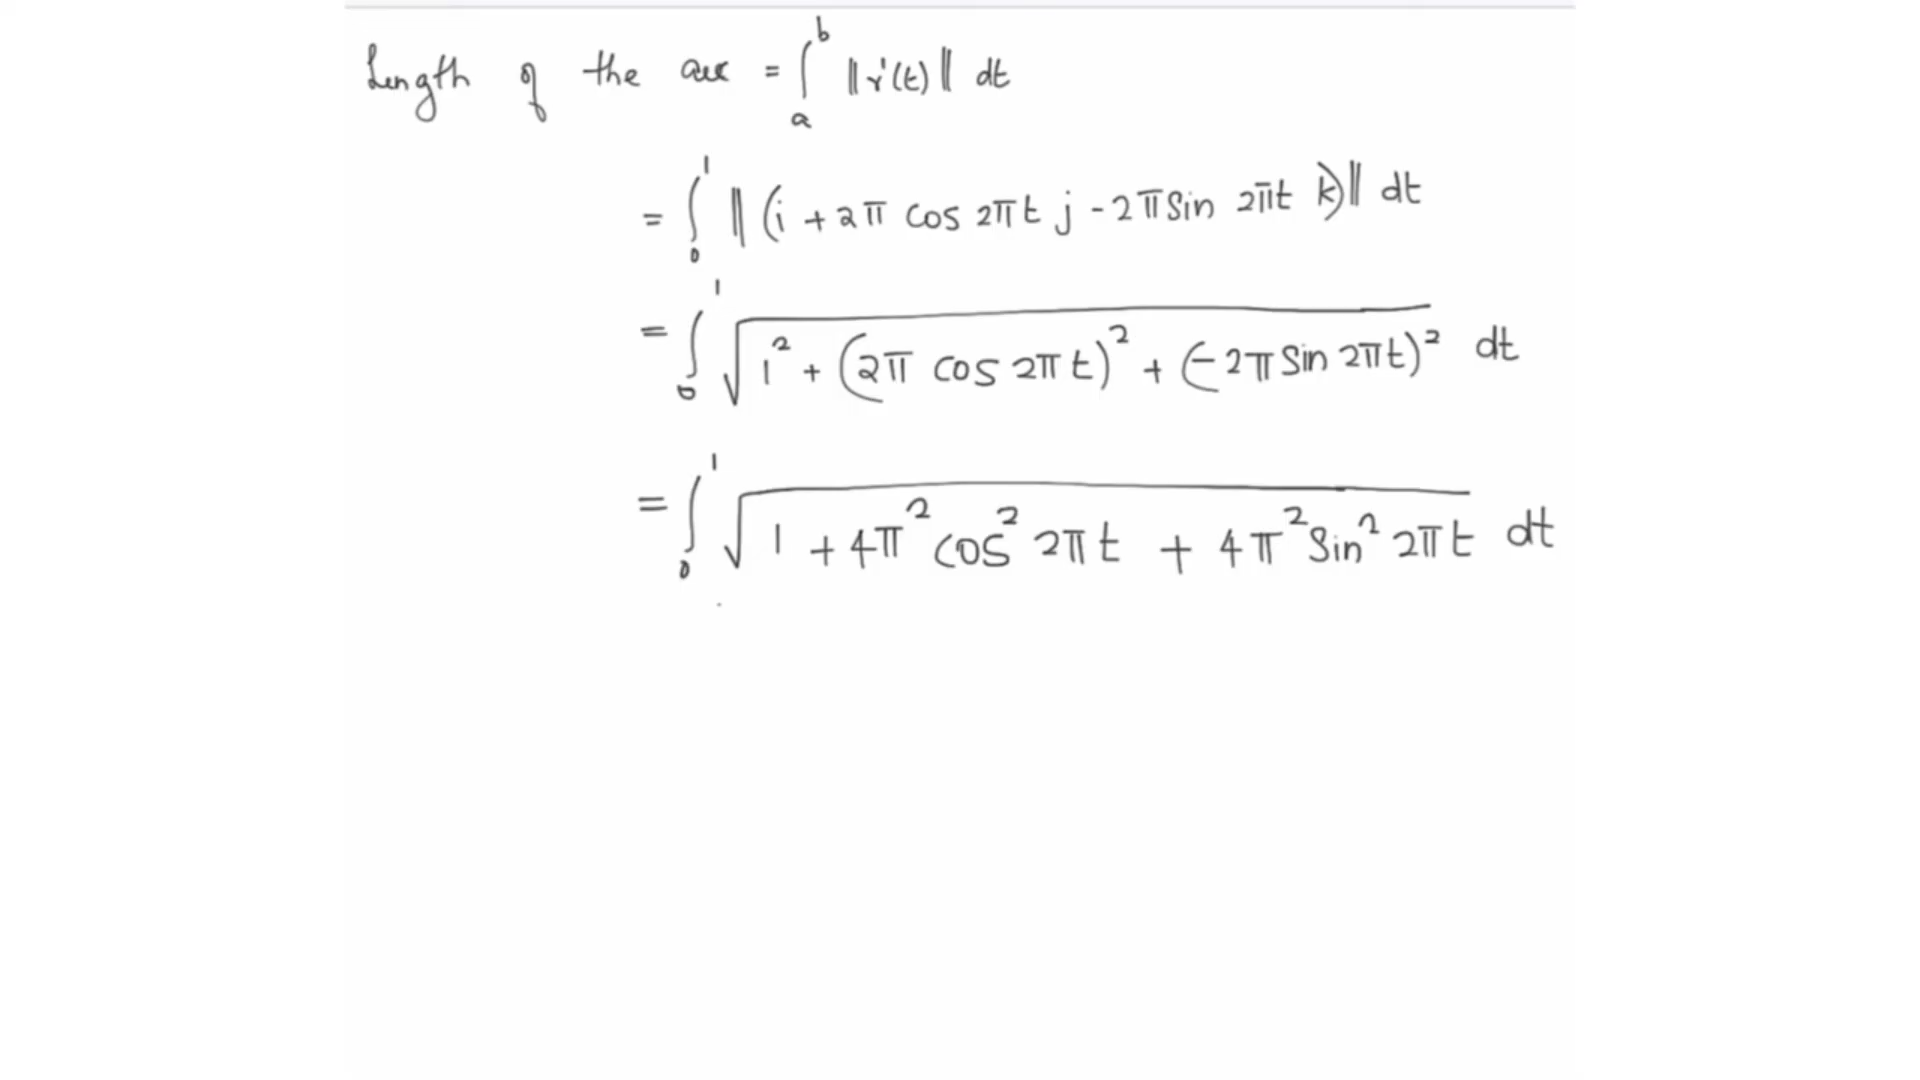 Length of the arc = ∫_a^b ‖r'(t)‖ dt
= ∫_0^1 ‖(i + 2π cos 2πt j - 2π Sin 2πt k)‖ dt
= ∫_0^1 √(1² + (2π cos 2πt)² + (-2π Sin 2πt)²) dt
= ∫_0^1 √(1 + 4π² cos² 2πt + 4π² Sin² 2πt) dt